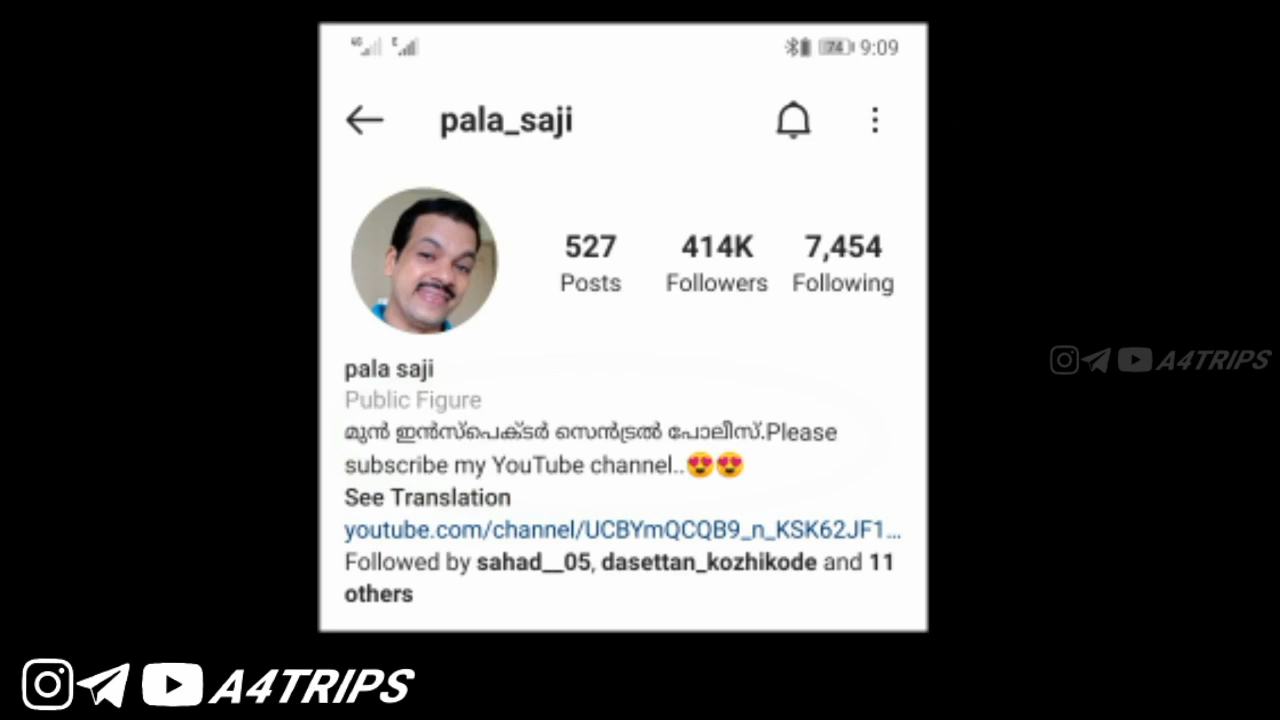 4G E 74 9:09
pala_saji
527 414K 7,454
Posts Followers Following
pala saji
Public Figure
മുൻ ഇൻസ്പെക്ടർ സെൻട്രൽ പോലീസ്.Please
subscribe my YouTube channel..😍😍
See Translation
youtube.com/channel/UCBYmQCQB9_n_KSK62JF1...
Followed by sahad__05, dasettan_kozhikode and 11
others
A4TRIPS
A4TRIPS